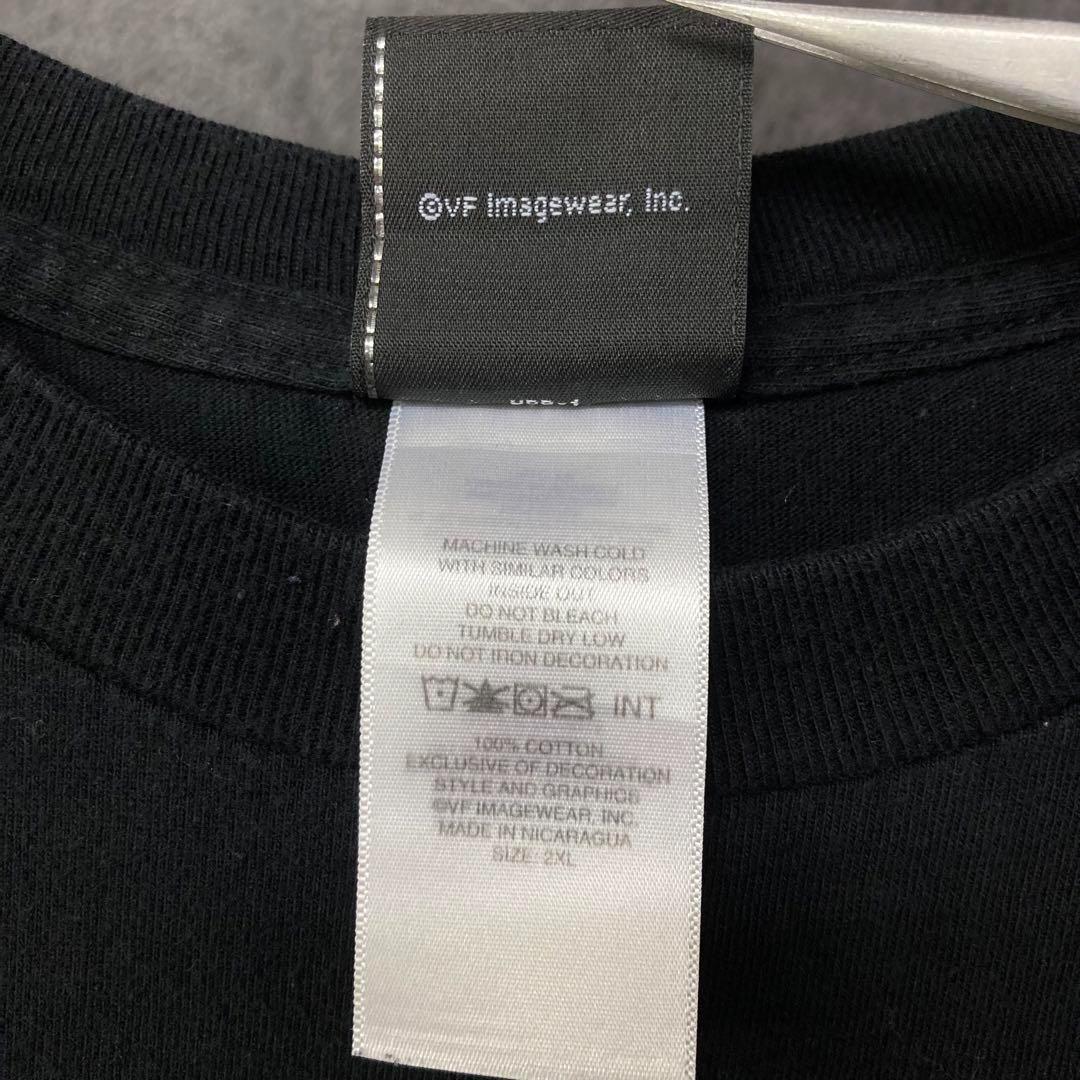 ©VF Imagewear, Inc.
MACHINE WASH COLD
WITH SIMILAR COLORS
INSIDE OUT
DO NOT BLEACH
TUMBLE DRY LOW
DO NOT IRON DECORATION
INT
100% COTTON
EXCLUSIVE OF DECORATION
STYLE AND GRAPHICS
©VF IMAGEWEAR, INC.
MADE IN NICARAGUA
SIZE: 2XL